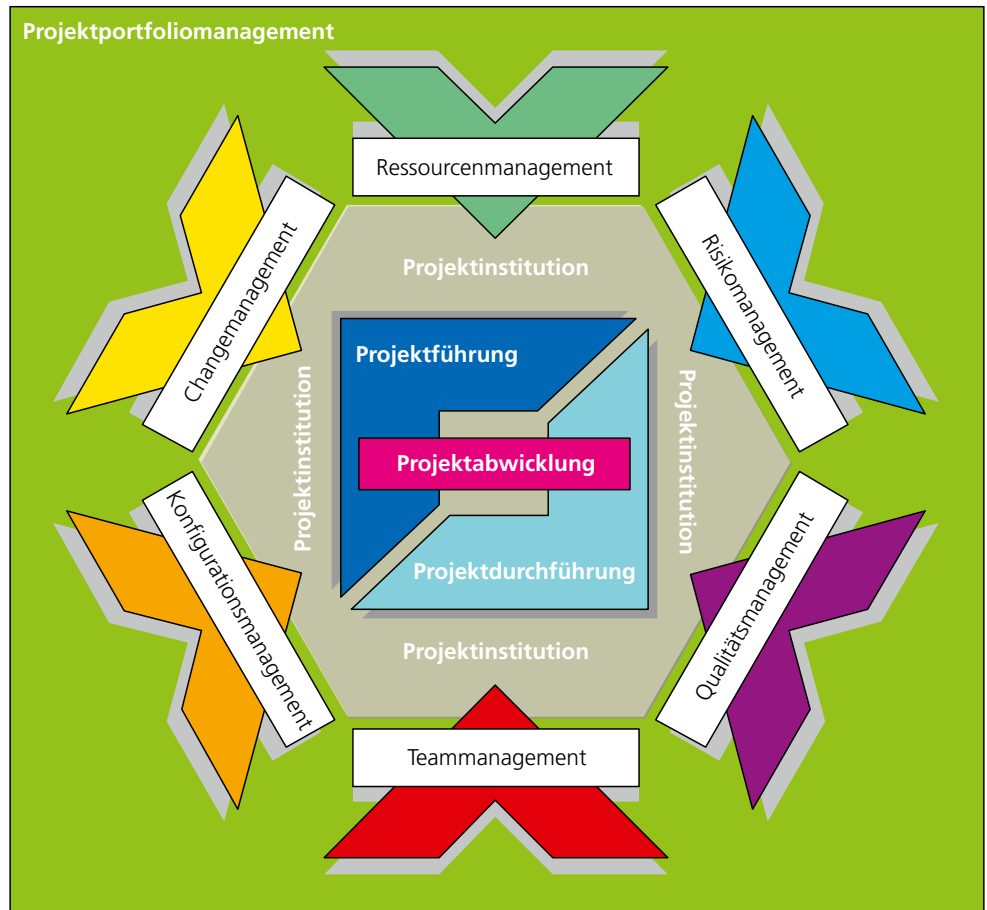 Projektportfoliomanagement
Ressourcenmanagement
Changemanagement
Risikomanagement
Projektinstitution
Projektführung
Projektinstitution
Projektinstitution
Projektabwicklung
Projektdurchführung
Konfigurationsmanagement
Qualitätsmanagement
Projektinstitution
Teammanagement